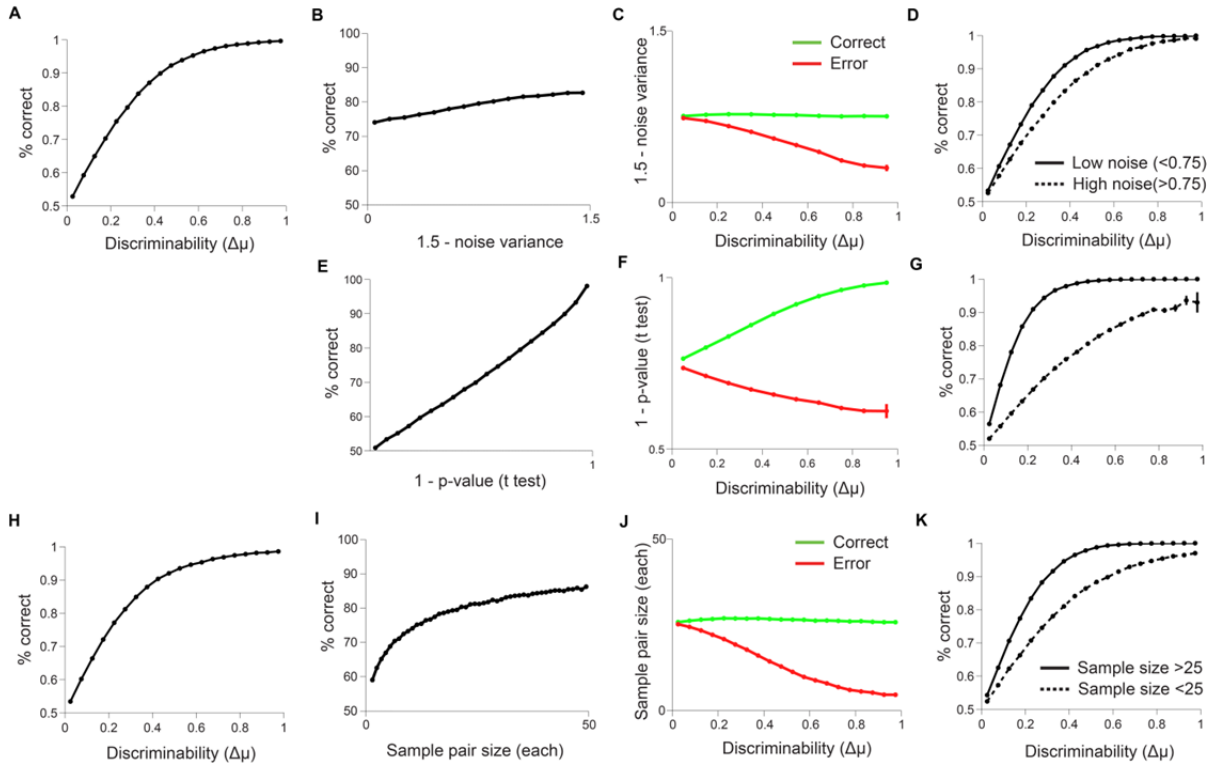 A
% correct
1
0.9
0.8
0.7
0.6
0.5
0
0.2
0.4
0.6
0.8
1
Discriminability (Δμ)
B
% correct
100
90
80
70
60
50
0
1.5
1.5 - noise variance
C
1.5 - noise variance
1.5
0
Correct
Error
0
0.2
0.4
0.6
0.8
1
Discriminability (Δμ)
D
% correct
1
0.9
0.8
0.7
0.6
0.5
Low noise (<0.75)
High noise(>0.75)
0
0.2
0.4
0.6
0.8
1
Discriminability (Δμ)
E
% correct
100
90
80
70
60
50
1
1 - p-value (t test)
F
1 - p-value (t test)
1
0.5
0
0.2
0.4
0.6
0.8
1
Discriminability (Δμ)
G
% correct
1
0.9
0.8
0.7
0.6
0.5
0
0.2
0.4
0.6
0.8
1
Discriminability (Δμ)
H
% correct
1
0.9
0.8
0.7
0.6
0.5
0
0.2
0.4
0.6
0.8
1
Discriminability (Δμ)
I
% correct
100
90
80
70
60
50
0
50
Sample pair size (each)
J
Sample pair size (each)
50
0
Correct
Error
0
0.2
0.4
0.6
0.8
1
Discriminability (Δμ)
K
% correct
1
0.9
0.8
0.7
0.6
0.5
Sample size >25
Sample size <25
0
0.2
0.4
0.6
0.8
1
Discriminability (Δμ)